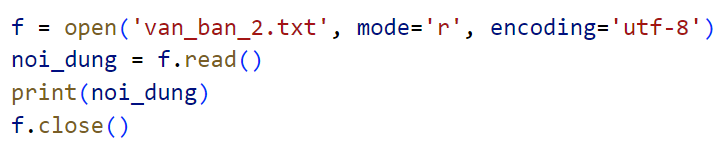 f = open('van_ban_2.txt', mode='r', encoding='utf-8')
noi_dung = f.read()
print(noi_dung)
f.close()